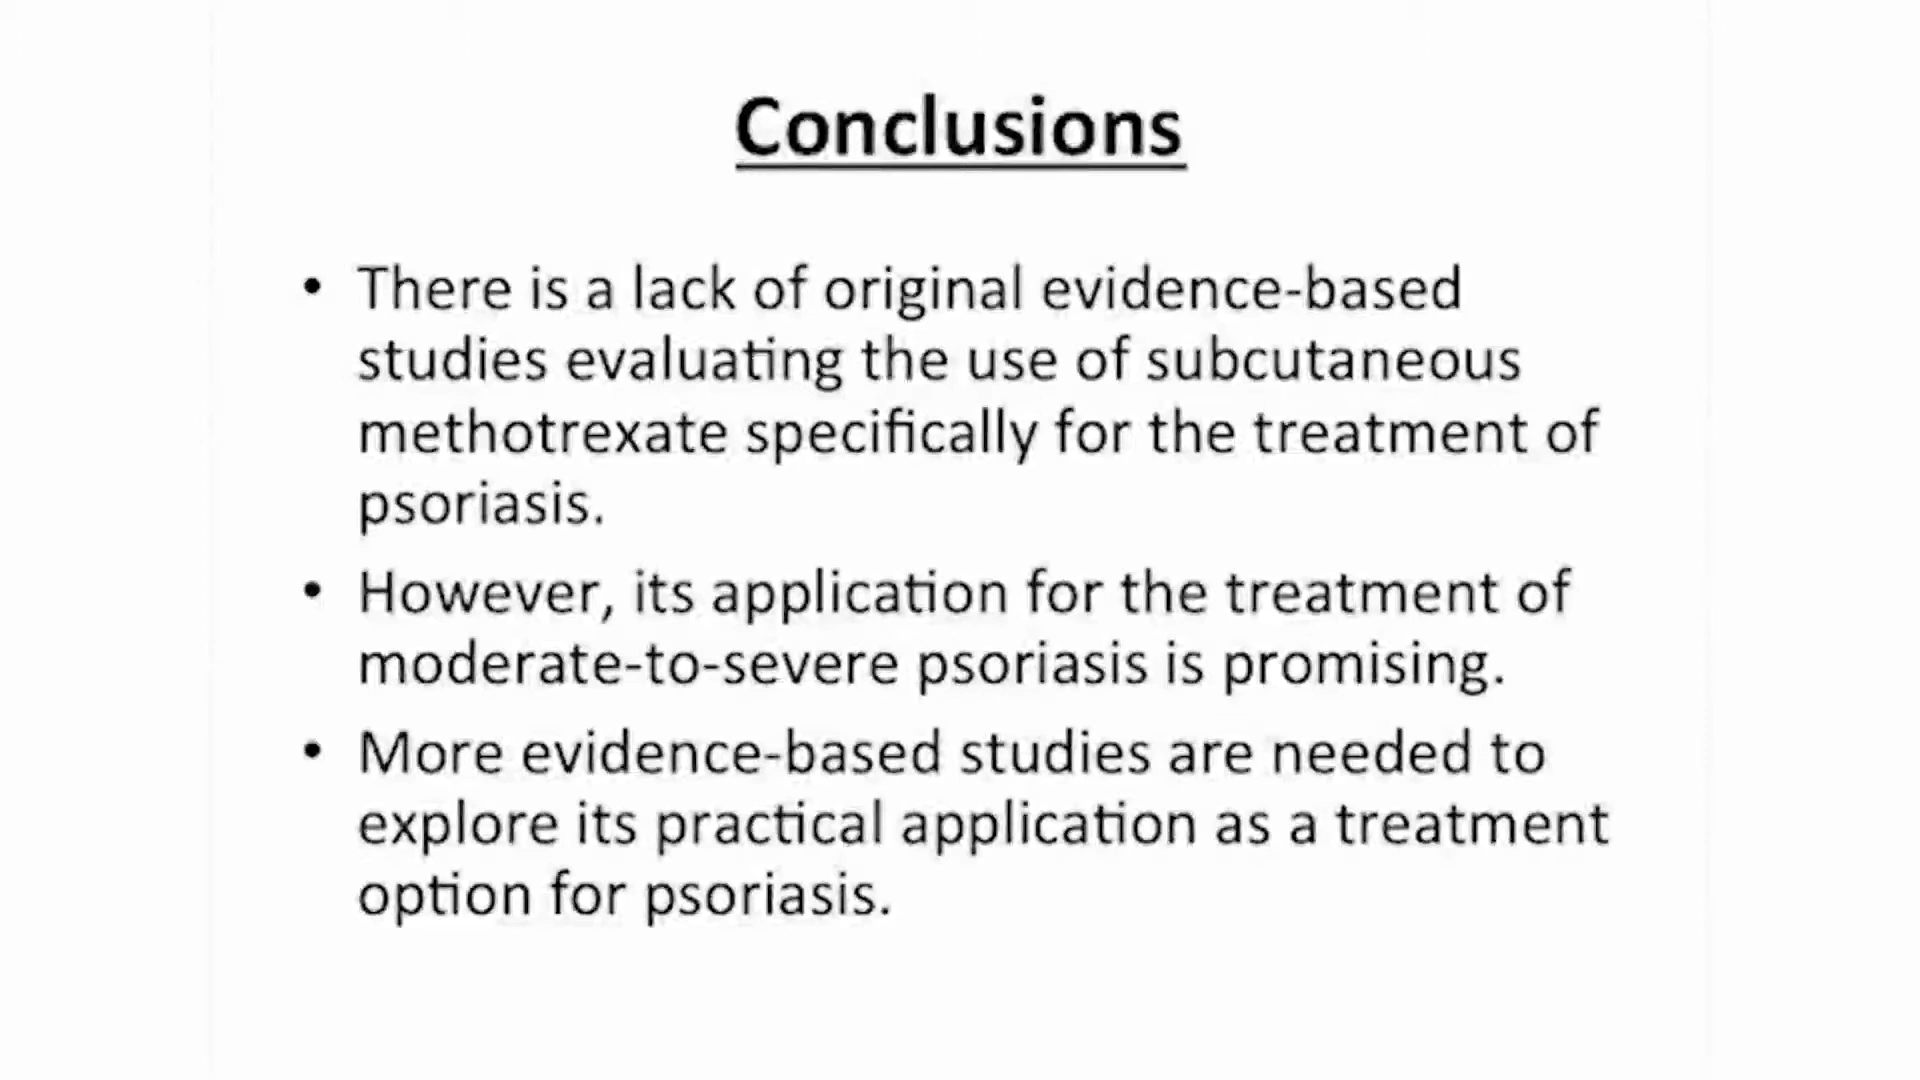 Conclusions
• There is a lack of original evidence-based
studies evaluating the use of subcutaneous
methotrexate specifically for the treatment of
psoriasis.
• However, its application for the treatment of
moderate-to-severe psoriasis is promising.
• More evidence-based studies are needed to
explore its practical application as a treatment
option for psoriasis.